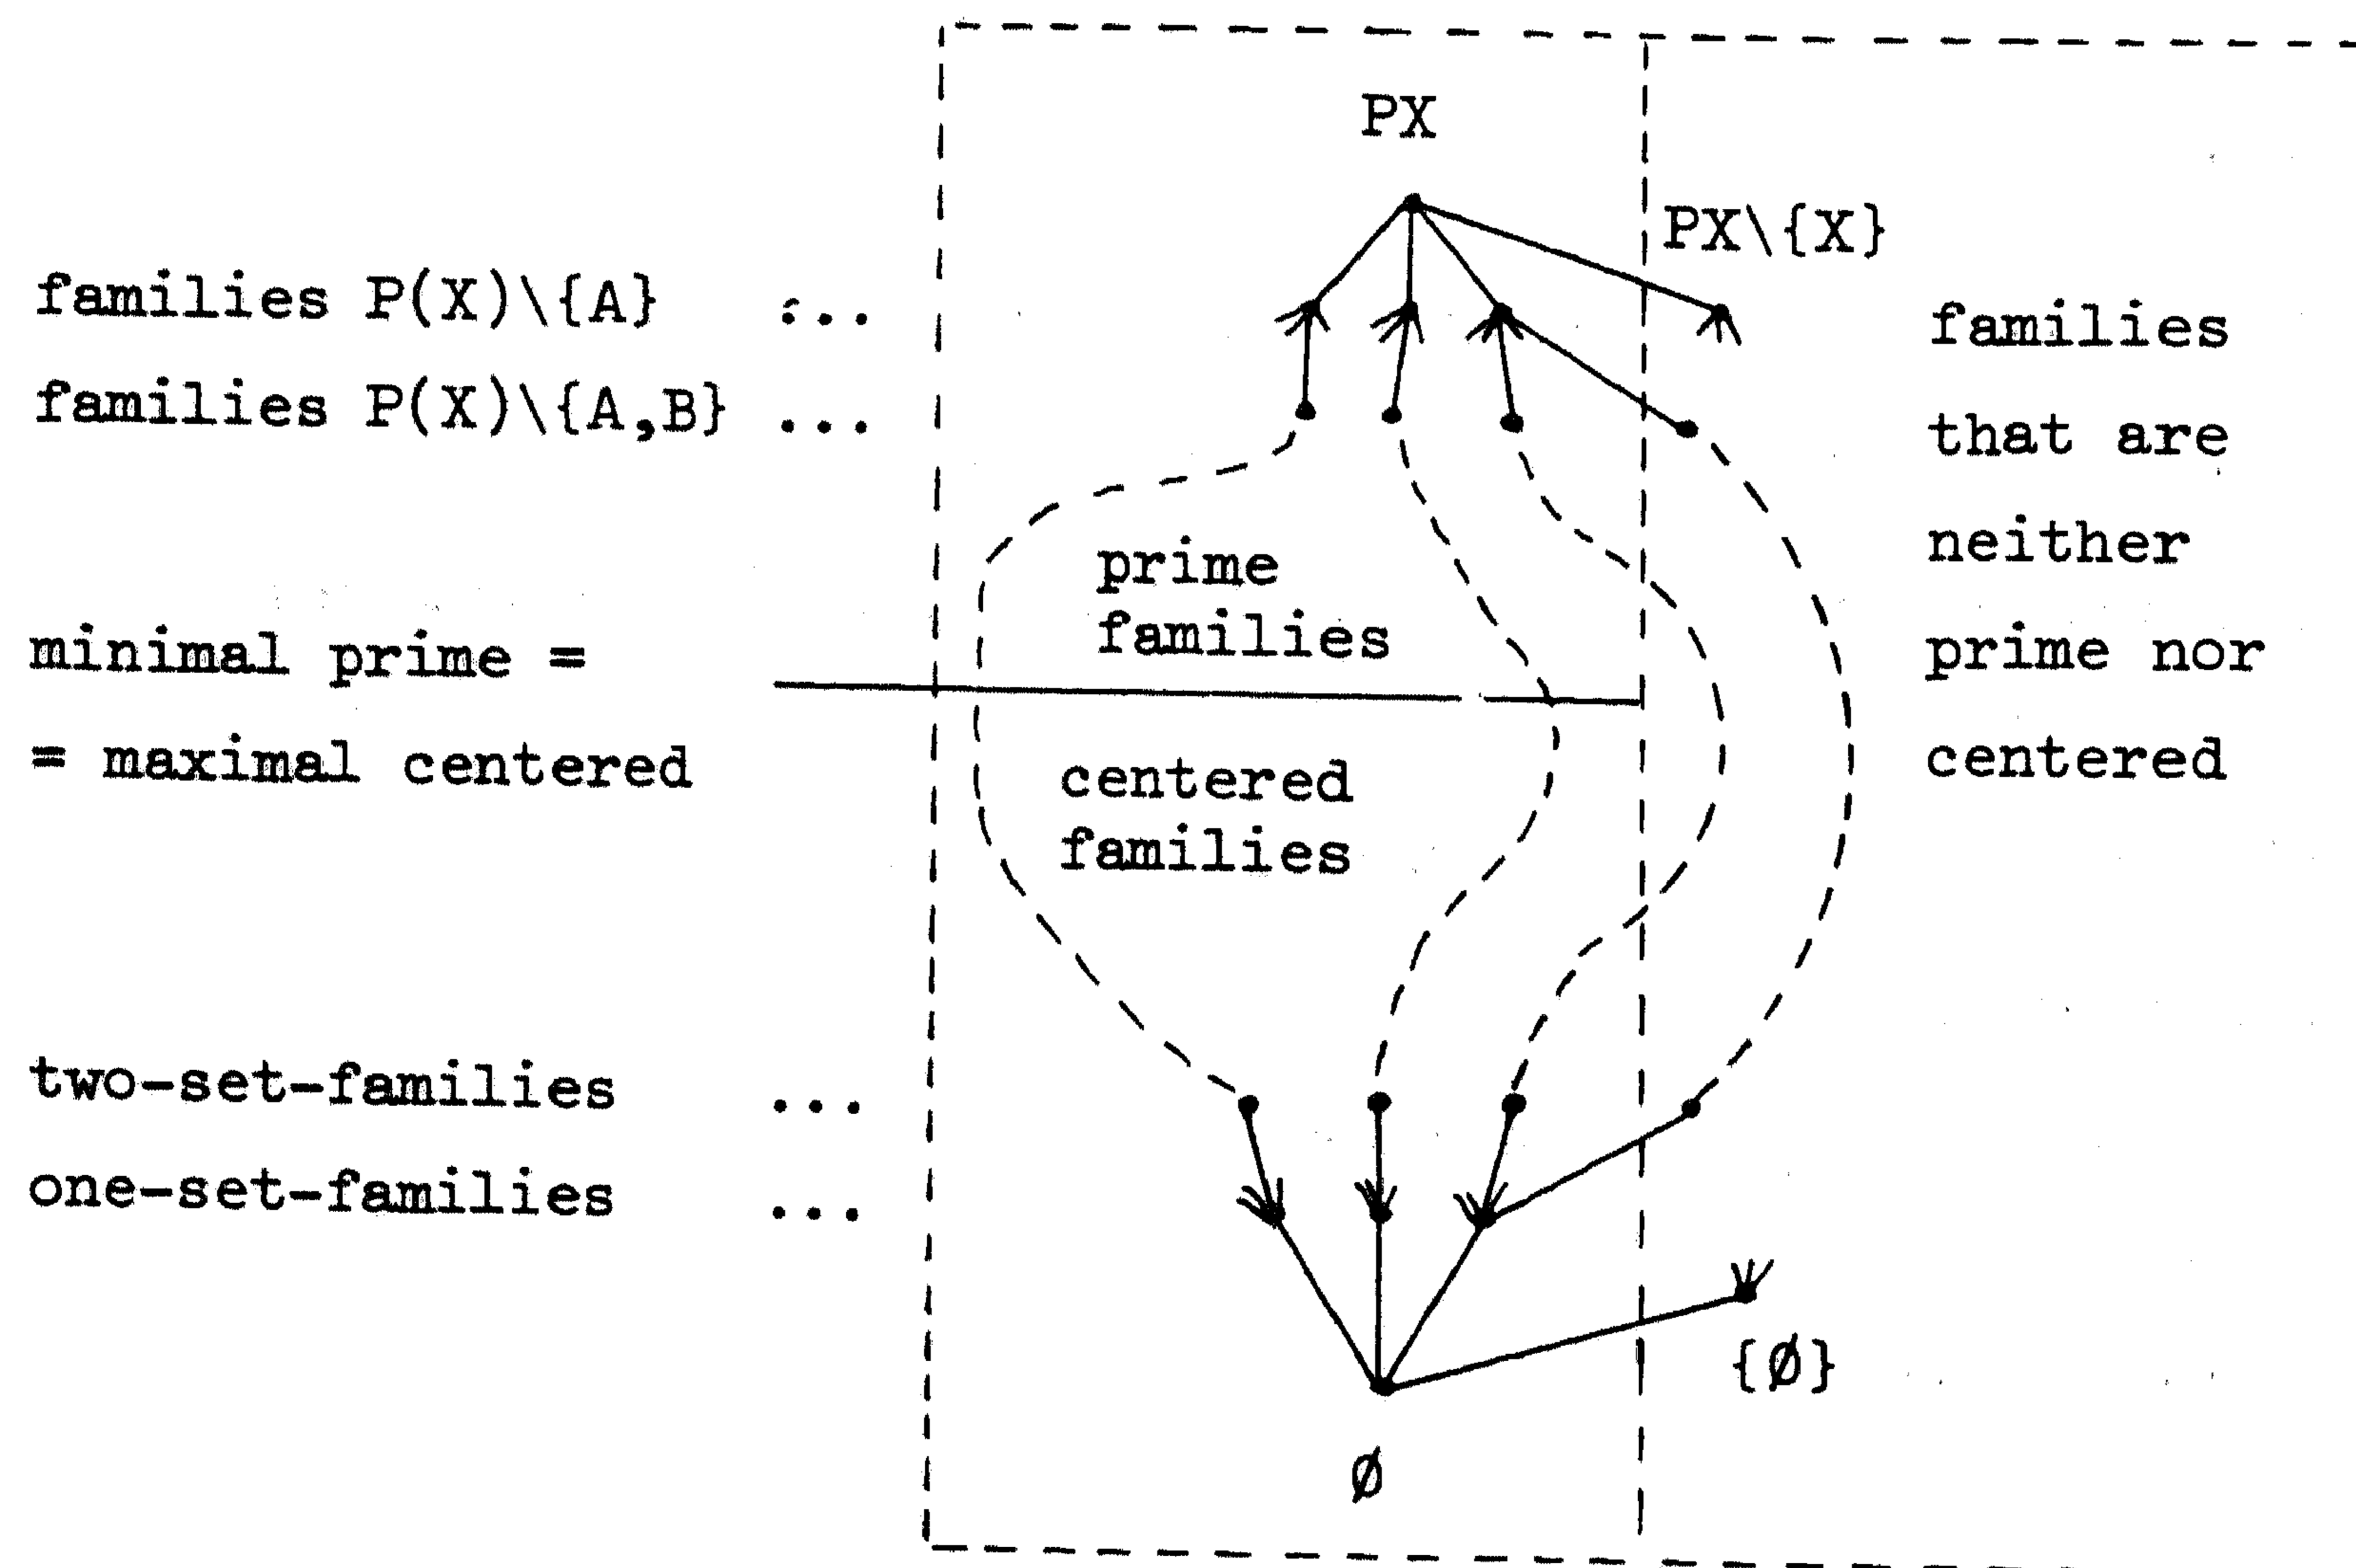 PX
PX\{X}
families P(X)\{A} ...
families P(X)\{A,B} ...
families
that are
neither
prime nor
centered
prime
families
minimal prime =
= maximal centered
centered
families
two-set-families ...
one-set-families ...
{Ø}
Ø